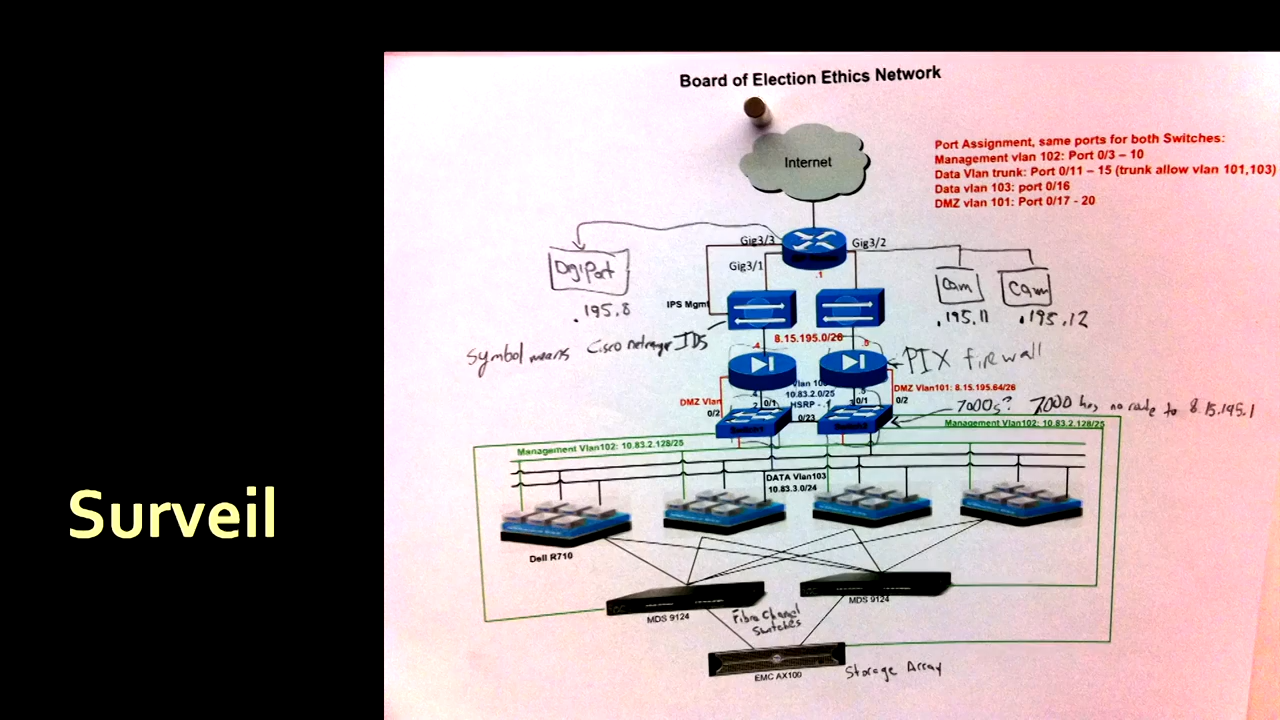 Surveil
Board of Election Ethics Network
Internet
Port Assignment, same ports for both Switches:
Management vlan 102: Port 0/3 – 10
Data Vlan trunk: Port 0/11 – 15 (trunk allow vlan 101,103)
Data vlan 103: port 0/16
DMZ vlan 101: Port 0/17 - 20
Gig3/3
Gig3/2
Gig3/1
.1
DigiPort
.195.8
IPS Mgmt
Cam
Cam
.195.11
.195.12
Symbol means Cisco IDS
8.15.195.0/26
.4
PIX firewall
DMZ Vlan
0/2
0/1
10.83.2.0/25
HSRP - .1
0/23
0/1
0/2
DMZ Vlan101: 8.15.195.64/26
7000s? 7,000 hrs no route to 8.15.195.1
Switch1
Management Vlan102: 10.83.2.128/25
Management Vlan102: 10.83.2.128/25
DATA Vlan103
10.83.3.0/24
Dell R710
MDS 9124
MDS 9124
Fibre Chanel
Switches
EMC AX100
Storage Array